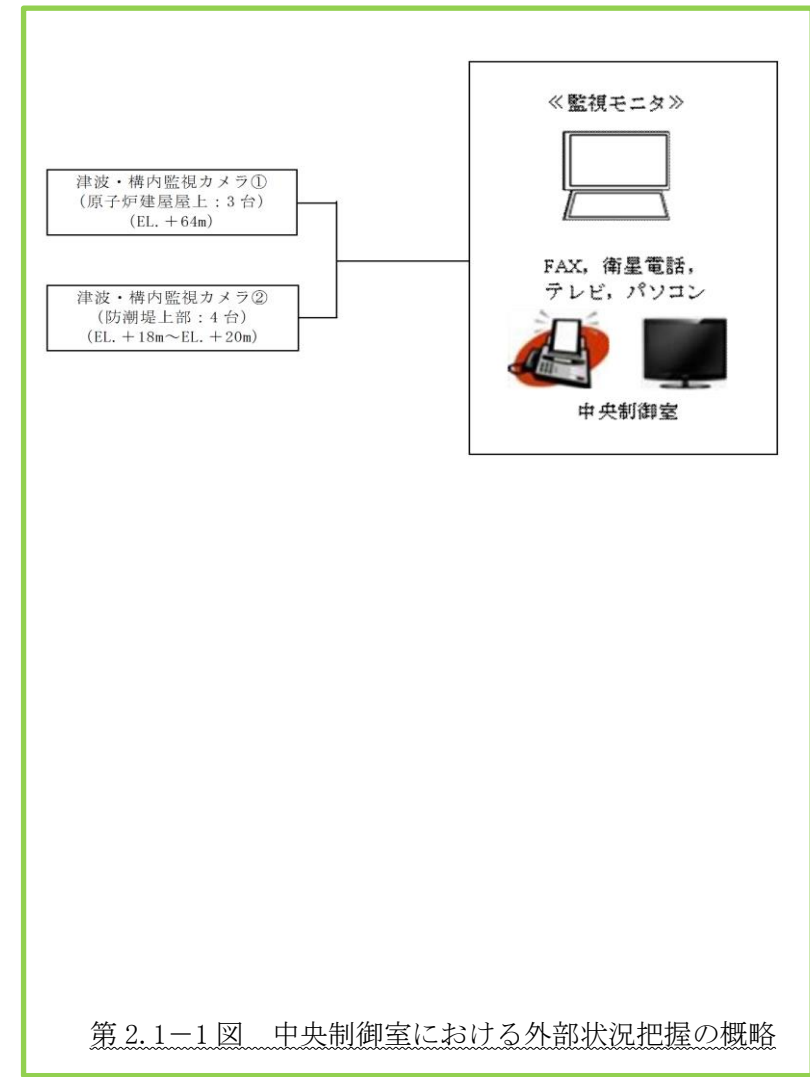 津波・構内監視カメラ①
(原子炉建屋屋上：3台)
(EL.＋64m)
津波・構内監視カメラ②
(防潮堤上部：4台)
(EL.＋18m～EL.＋20m)
≪監視モニタ≫
FAX，衛星電話，
テレビ，パソコン
中央制御室
第2.1－1図　中央制御室における外部状況把握の概略